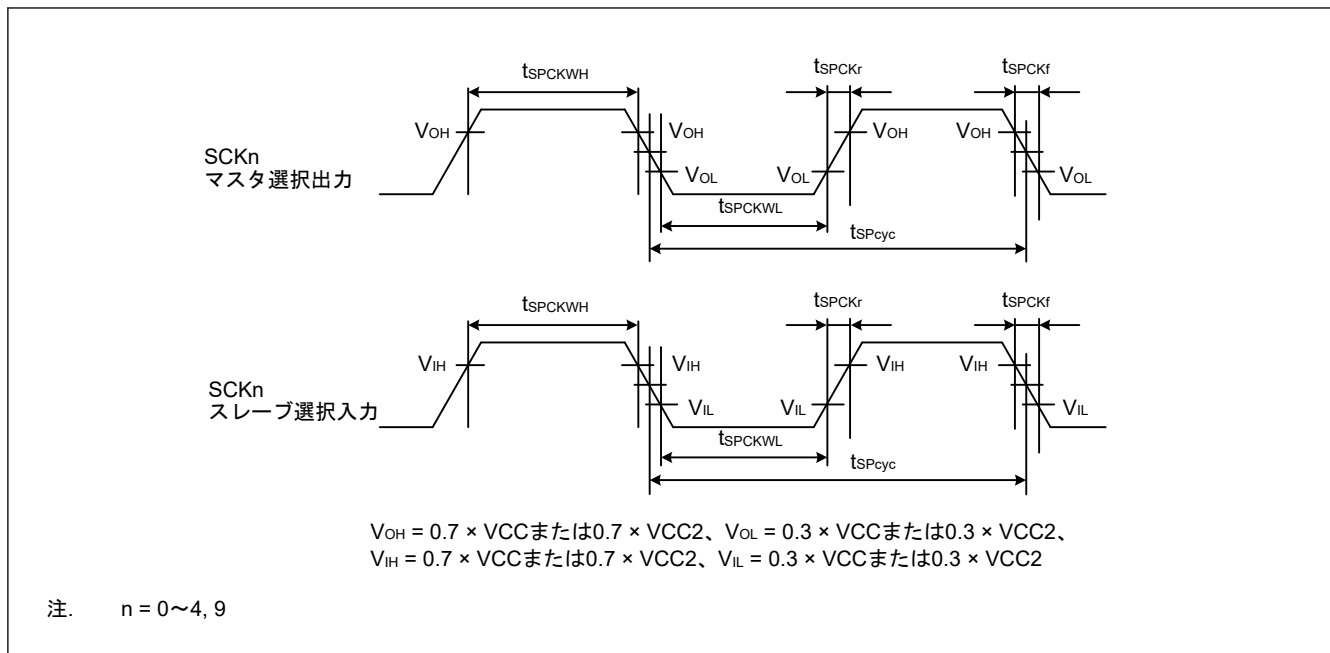 tSPCKWH
tSPCKr
tSPCKf
VOH
VOH
VOH
VOH
SCKn
マスタ選択出力
VOL
VOL
VOL
tSPCKWL
tSPcyc
tSPCKWH
tSPCKr
tSPCKf
VIH
VIH
VIH
VIH
SCKn
スレーブ選択入力
VIL
VIL
VIL
tSPCKWL
tSPcyc
VOH = 0.7 × VCCまたは0.7 × VCC2、VOL = 0.3 × VCCまたは0.3 × VCC2、
VIH = 0.7 × VCCまたは0.7 × VCC2、VIL = 0.3 × VCCまたは0.3 × VCC2
注. n = 0～4, 9